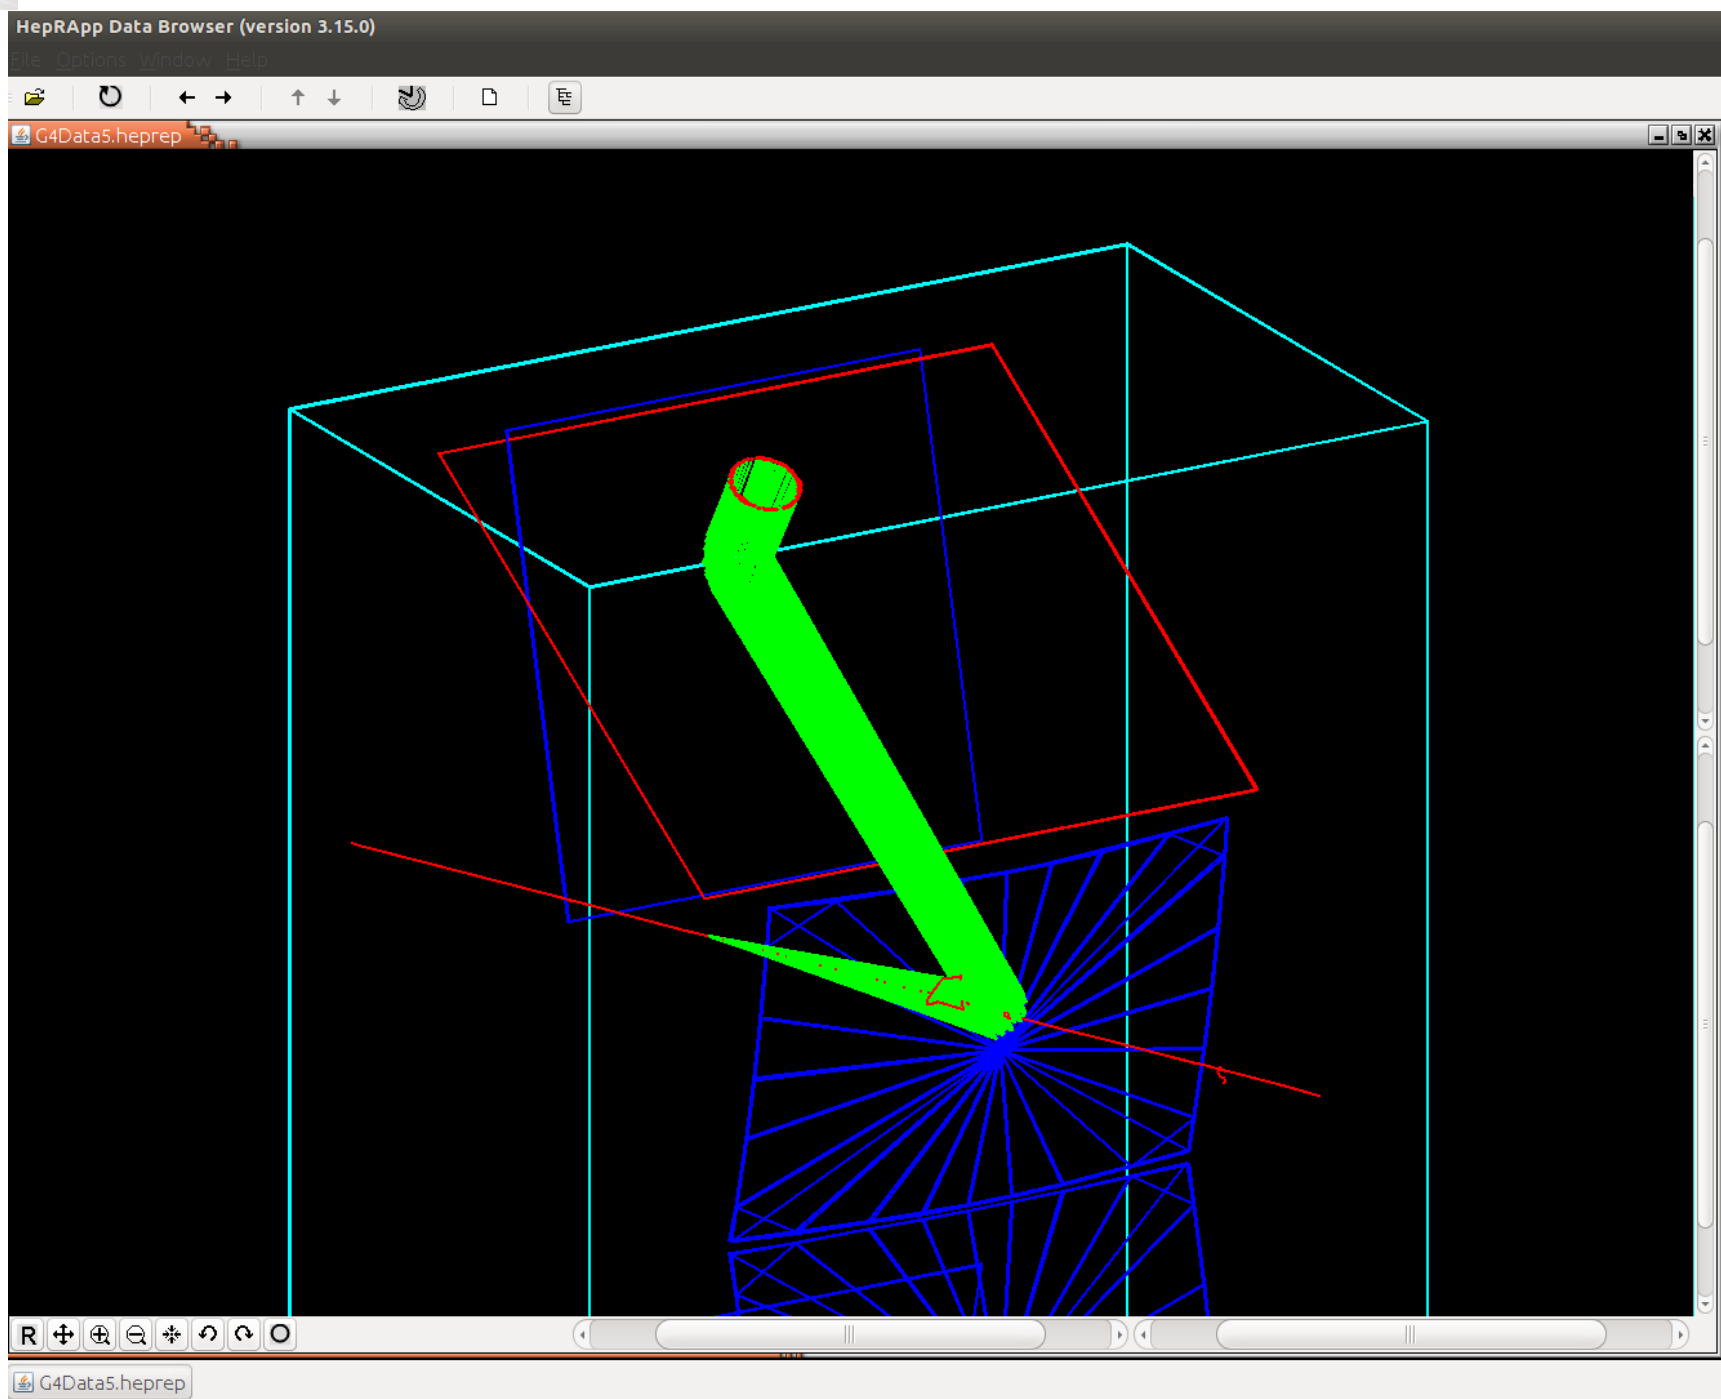 HepRApp Data Browser (version 3.15.0)
File Options Window Help
G4Data5.heprep
R
G4Data5.heprep